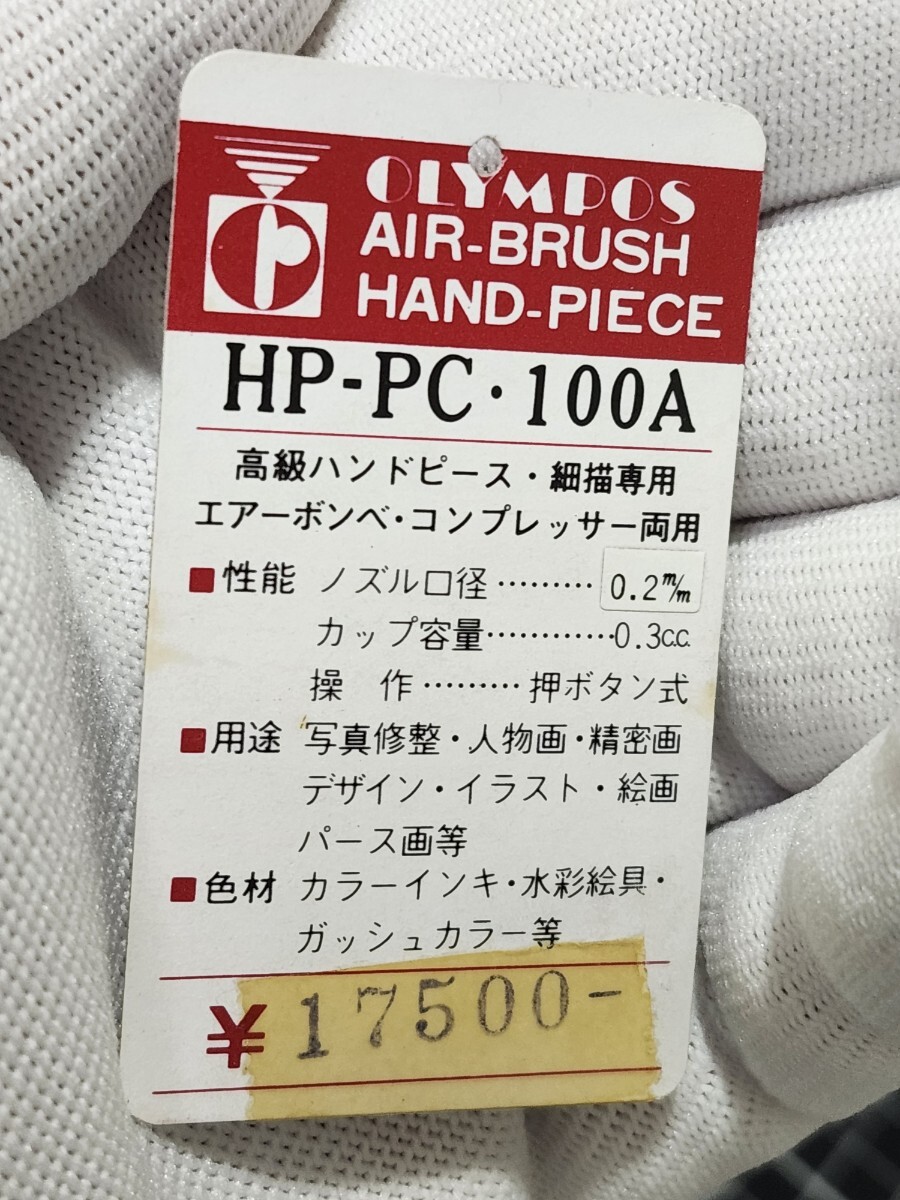 OLYMPOS
AIR-BRUSH
HAND-PIECE
HP-PC・100A
高級ハンドピース・細描専用
エアーボンベ・コンプレッサー両用
■性能 ノズル口径……… 0.2m/m
カップ容量…………0.3c.c.
操 作………押ボタン式
■用途 写真修整・人物画・精密画
デザイン・イラスト・絵画
パース画等
■色材 カラーインキ・水彩絵具・
ガッシュカラー等
¥17500-